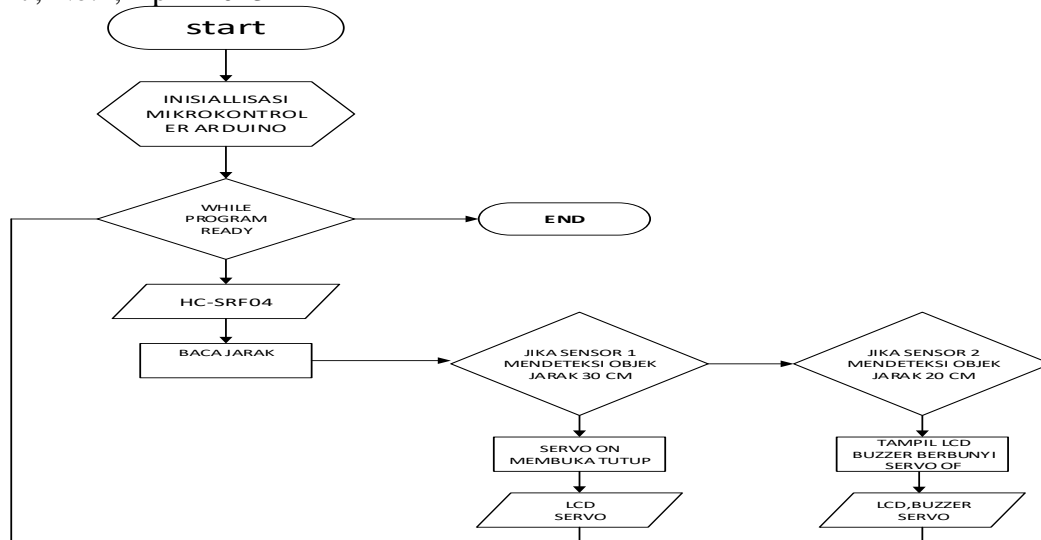 start
INISIALLISASI
MIKROKONTROL
ER ARDUINO
WHILE
PROGRAM
READY
END
HC-SRF04
BACA JARAK
JIKA SENSOR 1
MENDETEKSI OBJEK
JARAK 30 CM
JIKA SENSOR 2
MENDETEKSI OBJEK
JARAK 20 CM
SERVO ON
MEMBUKA TUTUP
TAMPIL LCD
BUZZER BERBUNYI
SERVO OF
LCD
SERVO
LCD,BUZZER
SERVO